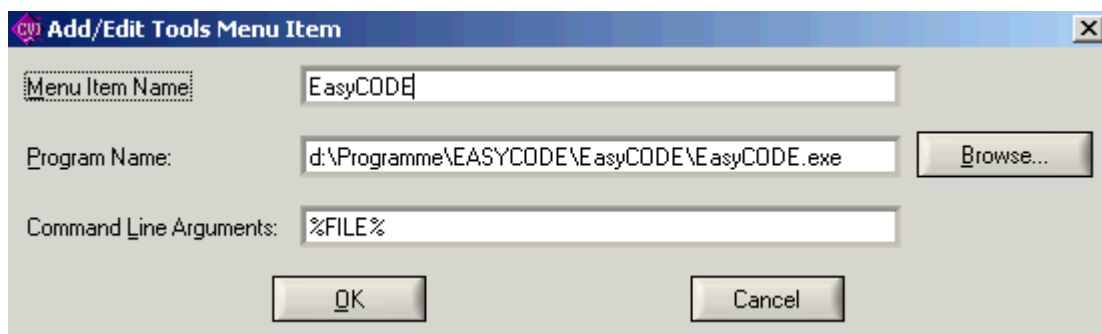 CVI Add/Edit Tools Menu Item
Menu Item Name EasyCODE
Program Name: d:\Programme\EASYCODE\EasyCODE\EasyCODE.exe Browse...
Command Line Arguments: %FILE%
OK Cancel